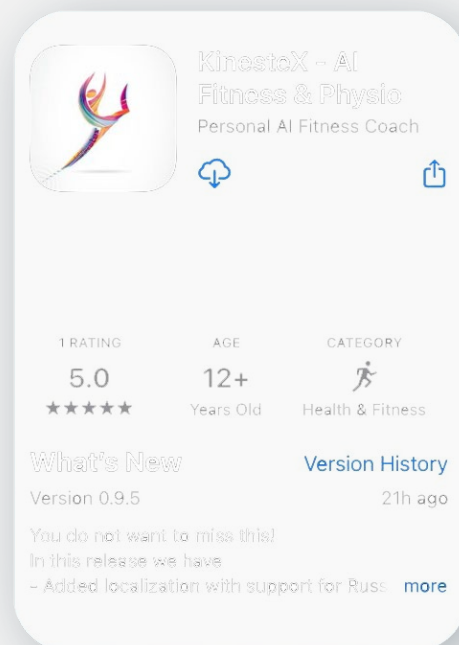 KinesteX - AI
Fitness & Physio
Personal AI Fitness Coach
1 RATING
AGE
CATEGORY
5.0
12+
★★★★★
Years Old
Health & Fitness
What's New
Version History
Version 0.9.5
21h ago
You do not want to miss this!
In this release we have
- Added localization with support for Russ more